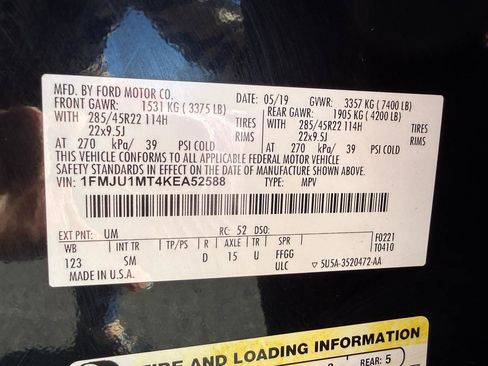 MFD. BY FORD MOTOR CO.
DATE: 05/19 GVWR: 3357 KG (7400 LB)
FRONT GAWR: 1531 KG (3375 LB) REAR GAWR: 1905 KG (4200 LB)
WITH 285/45R22 114H TIRES WITH 285/45R22 114H TIRES
22x9.5J RIMS 22x9.5J RIMS
AT 270 kPa/ 39 PSI COLD AT 270 kPa/ 39 PSI COLD
THIS VEHICLE CONFORMS TO ALL APPLICABLE FEDERAL MOTOR VEHICLE
SAFETY STANDARDS IN EFFECT ON THE DATE OF MANUFACTURE SHOWN ABOVE.
VIN: 1FMJU1MT4KEA52588 TYPE: MPV
EXT PNT: UM RC: 52 DSO: F0221
WB INT TR TP/PS R AXLE TR SPR T0410
123 SM D 15 U FFGG
MADE IN U.S.A. ULC ▽ 5U5A-3520472-AA
TIRE AND LOADING INFORMATION
REAR: 5